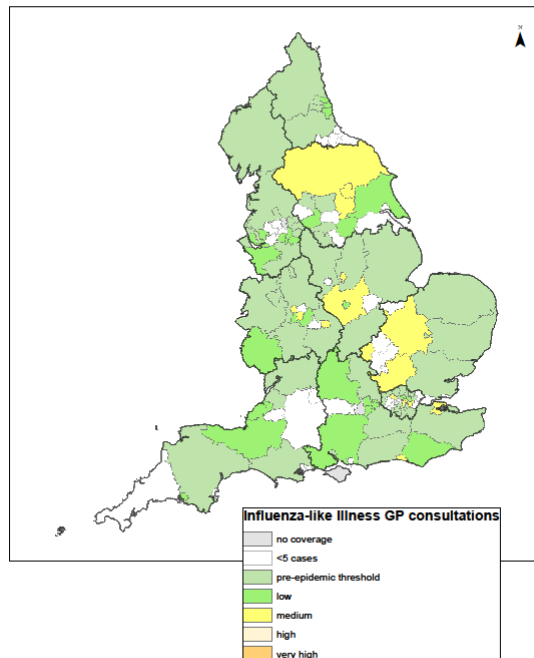 N
Influenza-like Illness GP consultations
no coverage
<5 cases
pre-epidemic threshold
low
medium
high
very high